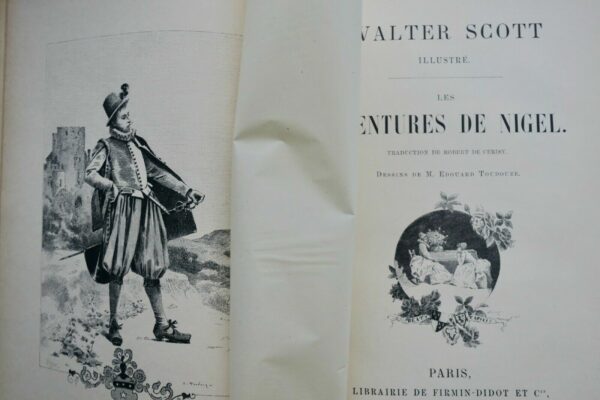 WALTER SCOTT
ILLUSTRÉ.
LES
ENTURES DE NIGEL.
TRADUCTION DE ROBERT DE CERISY.
DESSINS DE M. EDOUARD TOUDOUZE.
PARIS,
LIBRAIRIE DE FIRMIN-DIDOT ET Cie,